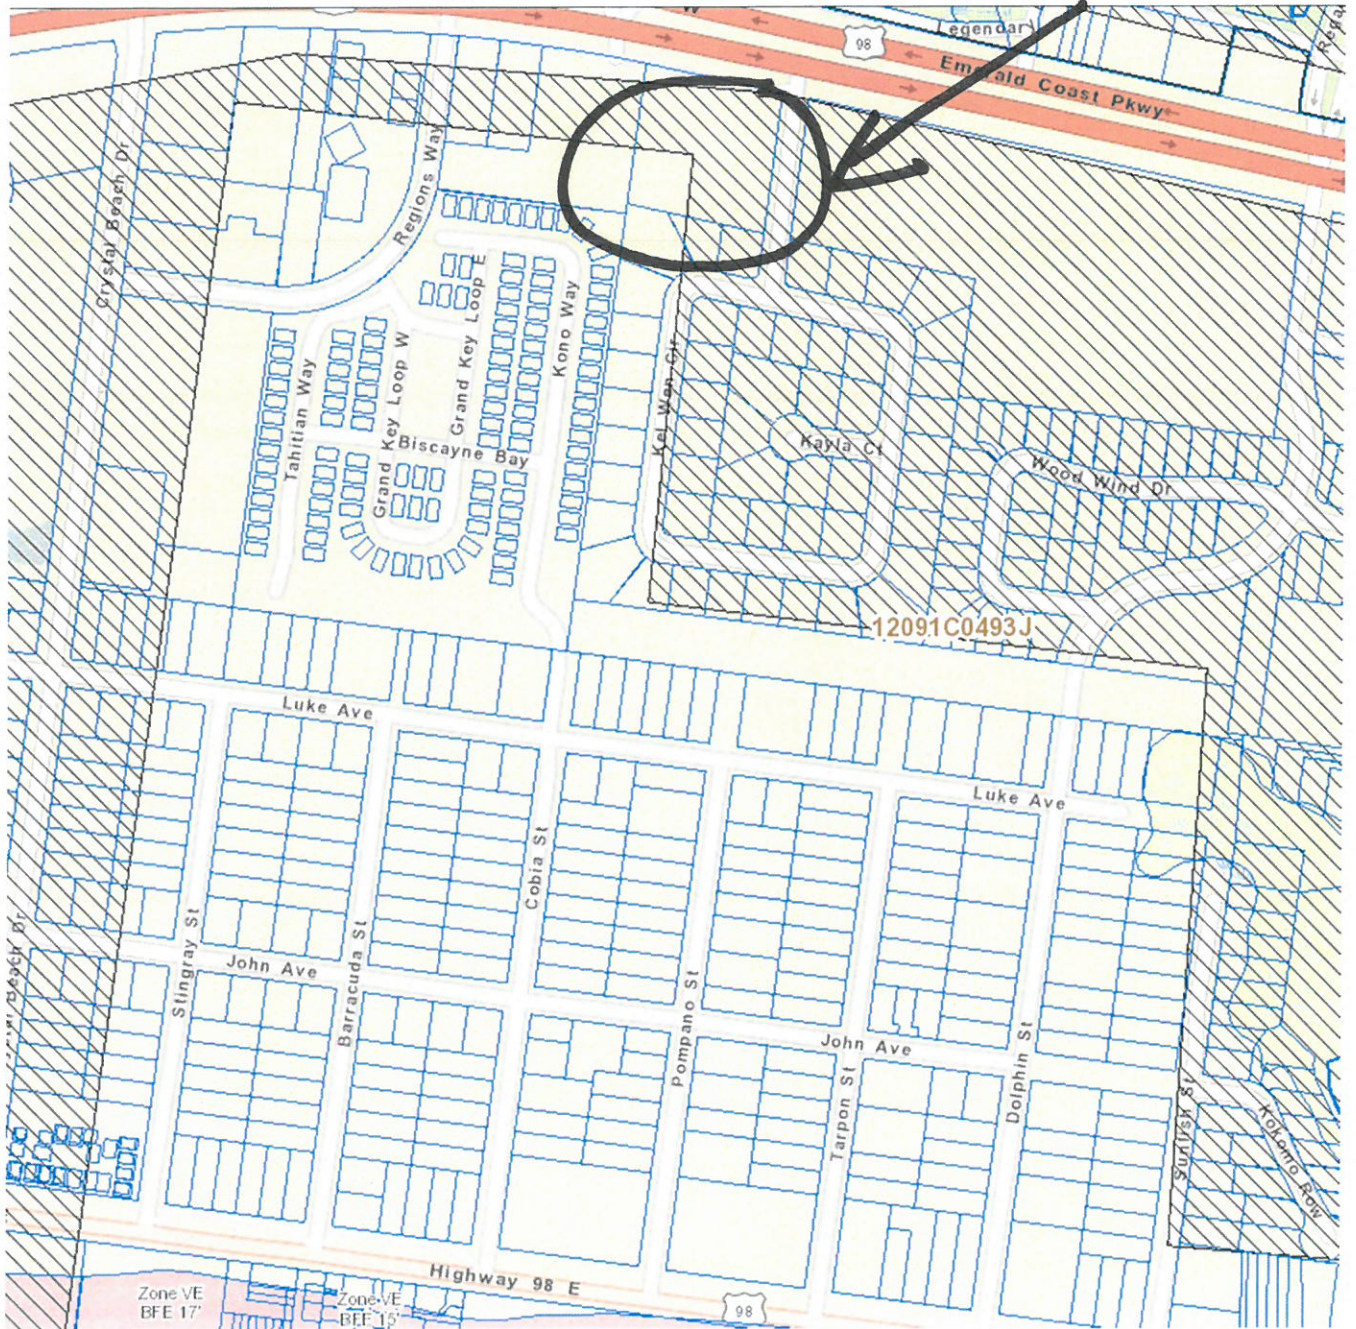 Legendary
98
Emerald Coast Pkwy
Crystal Beach Dr
Regions Way
Grand Key Loop E
Kono Way
Tahitian Way
Grand Key Loop W
Biscayne Bay
Kel Wen Cir
Kayla Ct
Wood Wind Dr
12091C0493J
Luke Ave
Luke Ave
Cobia St
Stingray St
Barracuda St
John Ave
Beach Dr
Pompano St
John Ave
Tarpon St
Dolphin St
Sunfish St
Kokomo Row
Highway 98 E
98
Zone VE
BFE 17'
Zone VE
BFE 15'